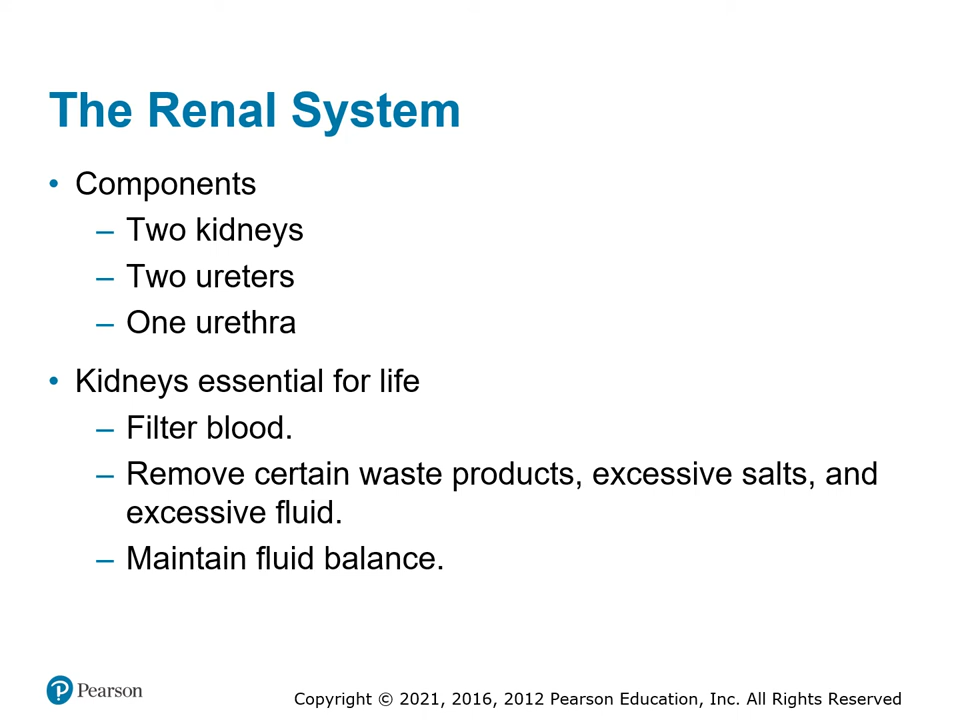 The Renal System
• Components
– Two kidneys
– Two ureters
– One urethra
• Kidneys essential for life
– Filter blood.
– Remove certain waste products, excessive salts, and
excessive fluid.
– Maintain fluid balance.
Pearson
Copyright © 2021, 2016, 2012 Pearson Education, Inc. All Rights Reserved